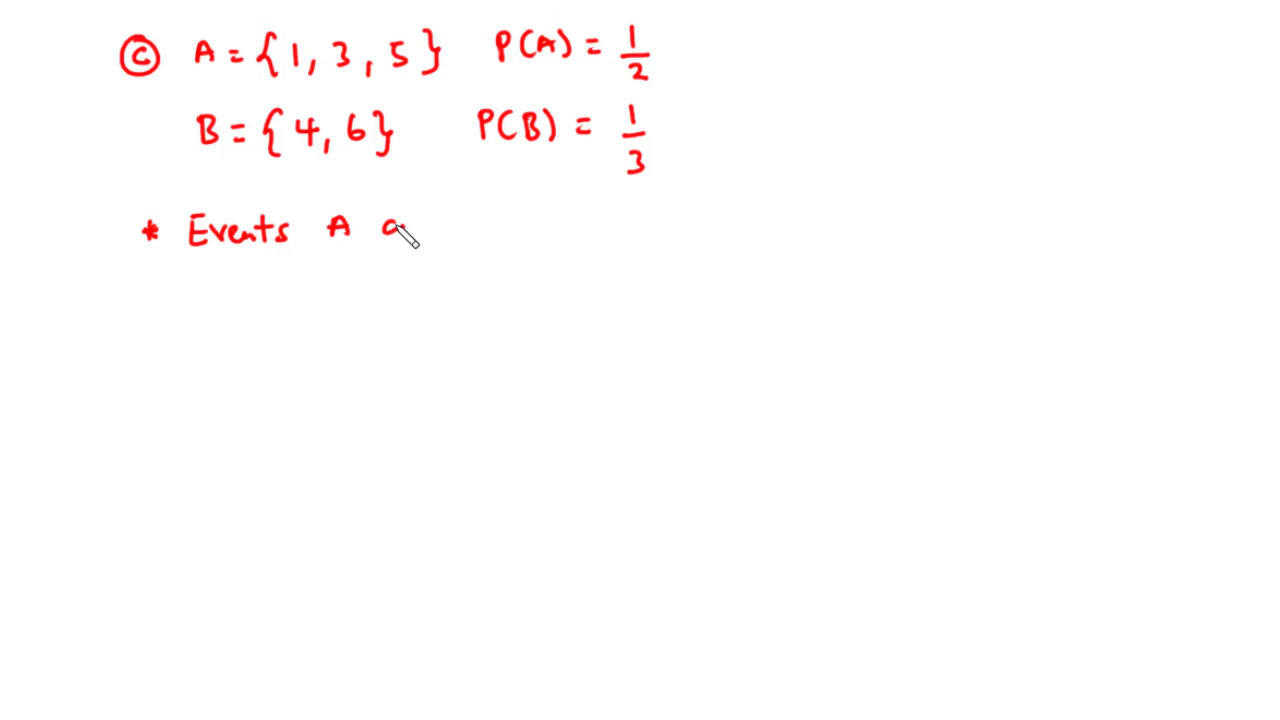 © A = {1, 3, 5} P(A) = 1/2
B = {4, 6} P(B) = 1/3
* Events A a